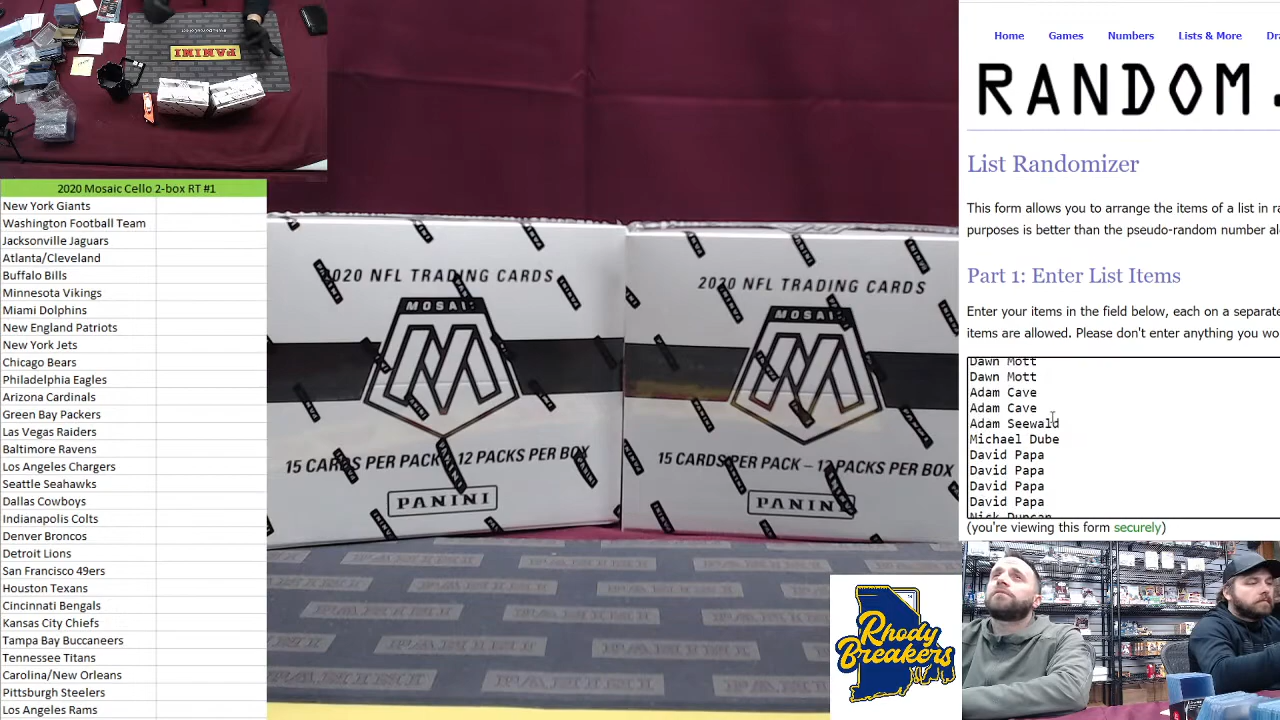 PANINI
2020 Mosaic Cello 2-box RT #1
New York Giants
Washington Football Team
Jacksonville Jaguars
Atlanta/Cleveland
Buffalo Bills
Minnesota Vikings
Miami Dolphins
New England Patriots
New York Jets
Chicago Bears
Philadelphia Eagles
Arizona Cardinals
Green Bay Packers
Las Vegas Raiders
Baltimore Ravens
Los Angeles Chargers
Seattle Seahawks
Dallas Cowboys
Indianapolis Colts
Denver Broncos
Detroit Lions
San Francisco 49ers
Houston Texans
Cincinnati Bengals
Kansas City Chiefs
Tampa Bay Buccaneers
Tennessee Titans
Carolina/New Orleans
Pittsburgh Steelers
Los Angeles Rams
2020 NFL TRADING CARDS
MOSAIC
15 CARDS PER PACK – 12 PACKS PER BOX
PANINI
2020 NFL TRADING CARDS
MOSAIC
15 CARDS PER PACK – 12 PACKS PER BOX
PANINI
Rhody
Breakers
Home Games Numbers Lists & More Dra
RANDOM.
List Randomizer
This form allows you to arrange the items of a list in ra
purposes is better than the pseudo-random number al
Part 1: Enter List Items
Enter your items in the field below, each on a separate
items are allowed. Please don't enter anything you wo
Dawn Mott
Dawn Mott
Adam Cave
Adam Cave
Adam Seewald
Michael Dube
David Papa
David Papa
David Papa
David Papa
Nick Duncan
(you're viewing this form securely)